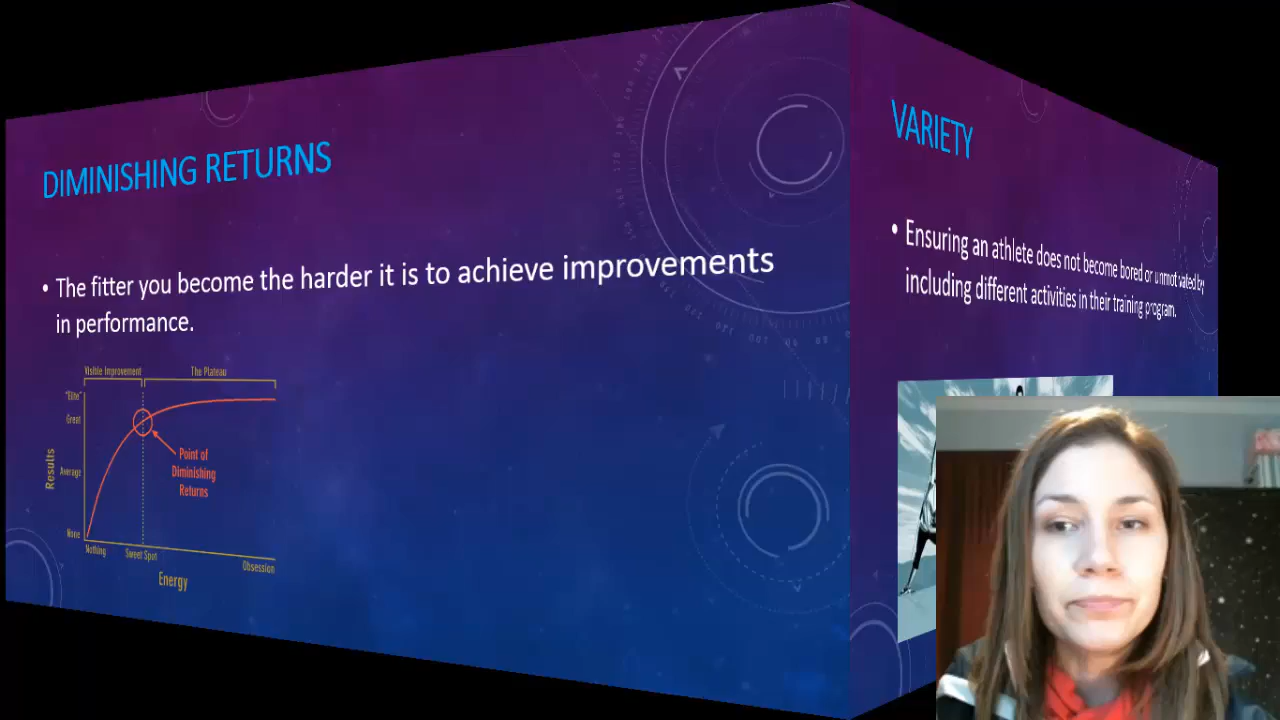 DIMINISHING RETURNS
• The fitter you become the harder it is to achieve improvements
in performance.
Visible Improvement
The Plateau
"Elite"
Great
Average
None
Results
Point of
Diminishing
Returns
Nothing
Sweet Spot
Obsession
Energy
VARIETY
• Ensuring an athlete does not become bored or unmotivated by
including different activities in their training program.